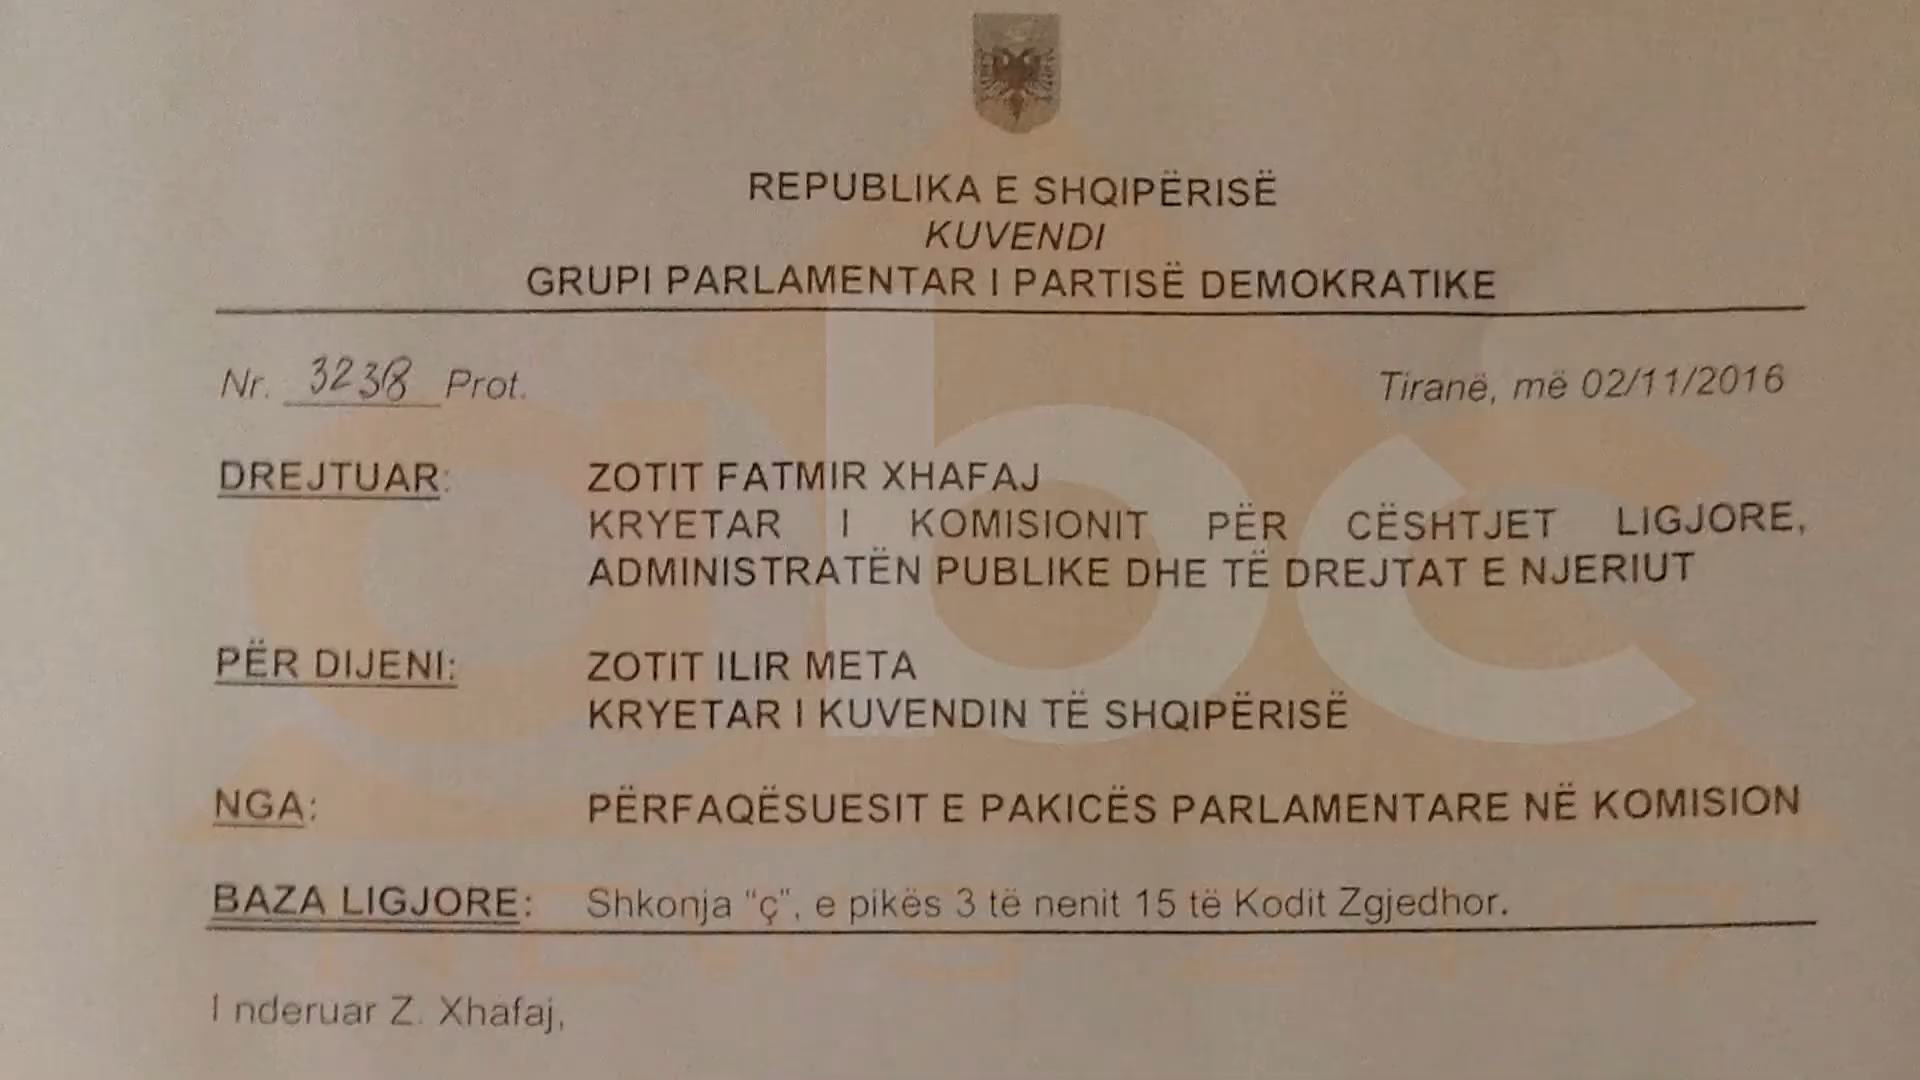 REPUBLIKA E SHQIPËRISË
KUVENDI
GRUPI PARLAMENTAR I PARTISË DEMOKRATIKE
Nr. 3238 Prot. Tiranë, më 02/11/2016
DREJTUAR: ZOTIT FATMIR XHAFAJ
KRYETAR I KOMISIONIT PËR CËSHTJET LIGJORE,
ADMINISTRATËN PUBLIKE DHE TË DREJTAT E NJERIUT
PËR DIJENI: ZOTIT ILIR META
KRYETAR I KUVENDIN TË SHQIPËRISË
NGA: PËRFAQËSUESIT E PAKICËS PARLAMENTARE NË KOMISION
BAZA LIGJORE: Shkonja "ç", e pikës 3 të nenit 15 të Kodit Zgjedhor.
I nderuar Z. Xhafaj,
abc